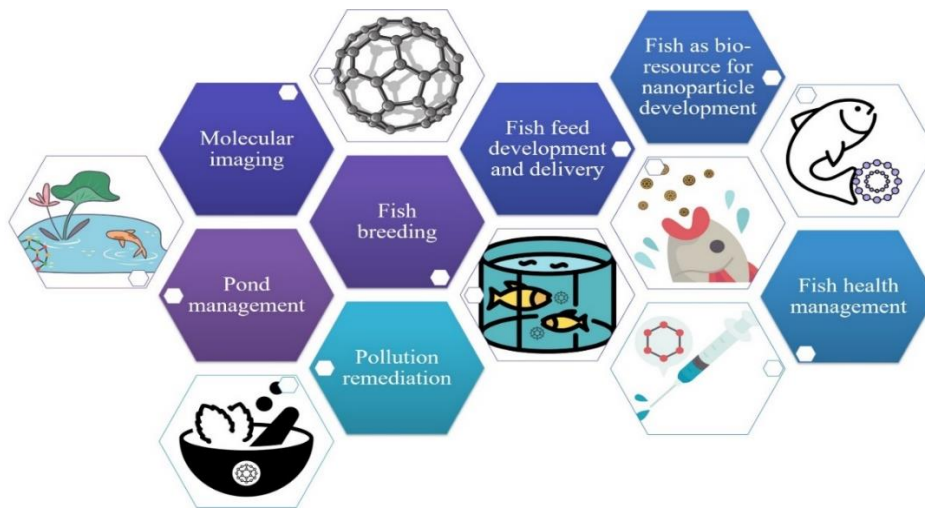 Fish as bio-
resource for
nanoparticle
development
Molecular
imaging
Fish feed
development
and delivery
Fish
breeding
Pond
management
Fish health
management
Pollution
remediation